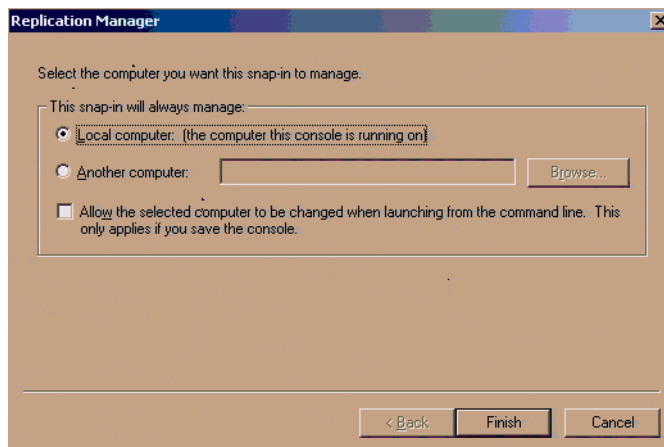 Replication Manager
Select the computer you want this snap-in to manage.
This snap-in will always manage:
Local computer: (the computer this console is running on)
Another computer:
Browse...
Allow the selected computer to be changed when launching from the command line. This
only applies if you save the console.
< Back
Finish
Cancel